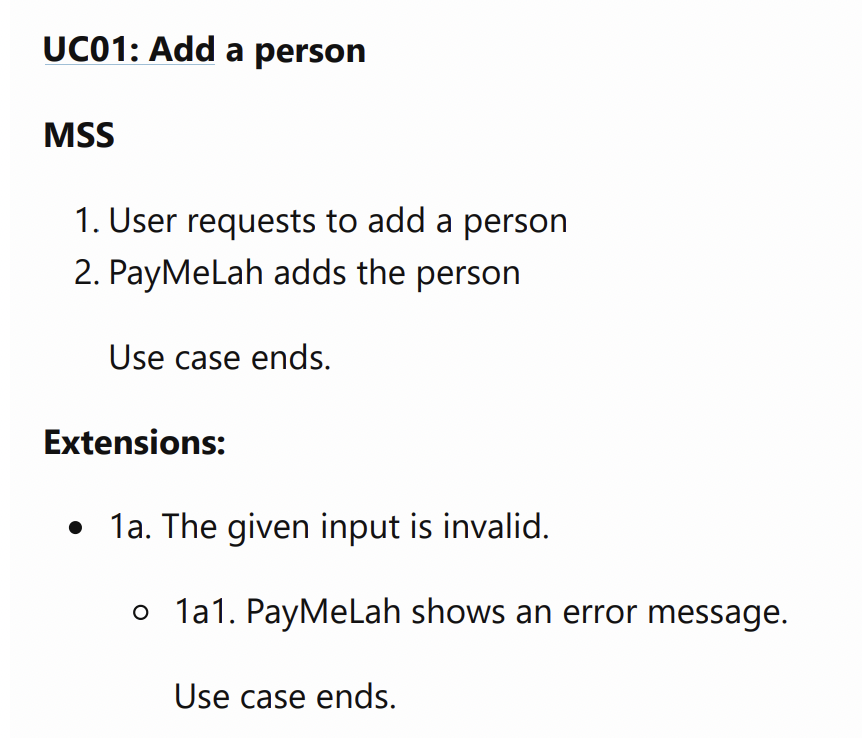 UC01: Add a person
MSS
1. User requests to add a person
2. PayMeLah adds the person
Use case ends.
Extensions:
• 1a. The given input is invalid.
○ 1a1. PayMeLah shows an error message.
Use case ends.